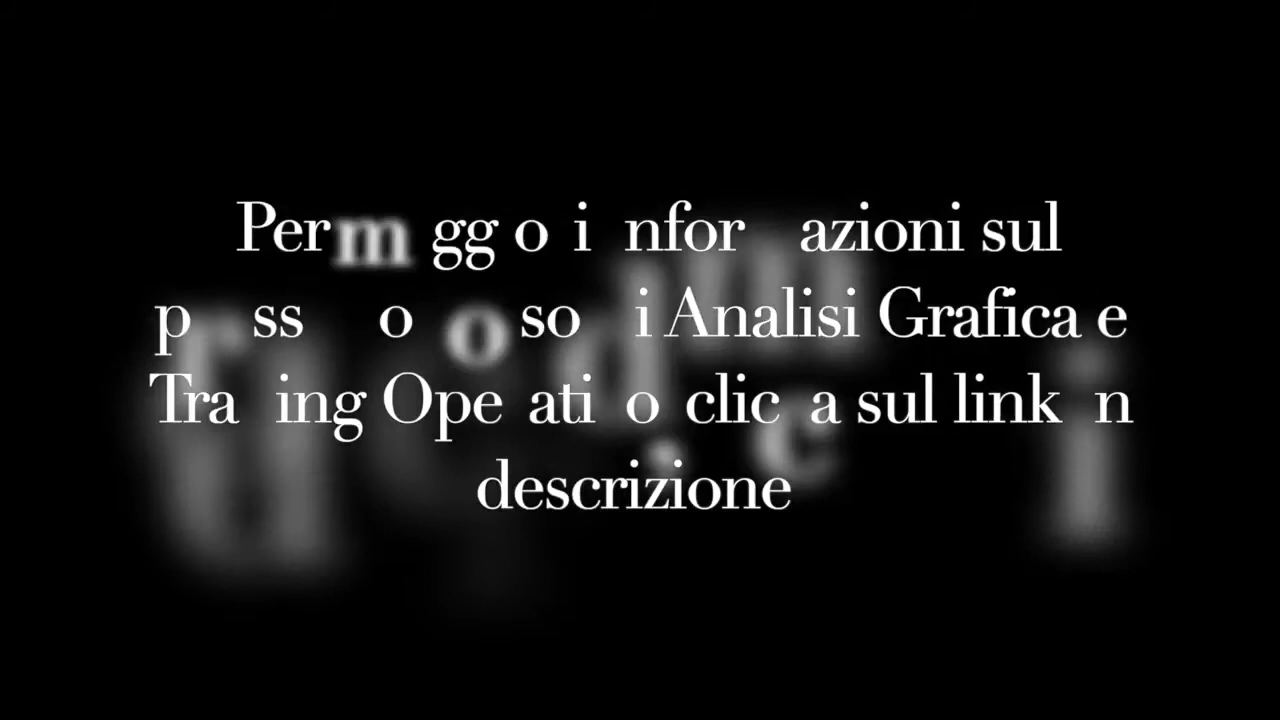 Per m gg o i nfor azioni sul
p ss o o so i Analisi Grafica e
Tra ing Ope ati o clic a sul link n
descrizione